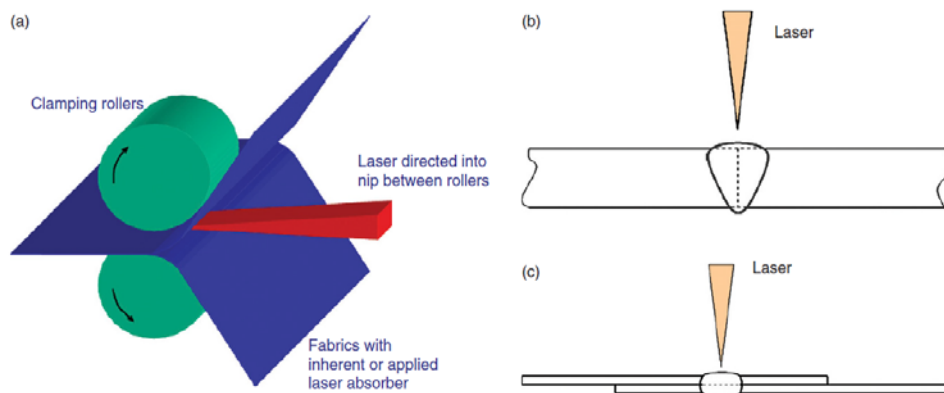 (a)
Clamping rollers
Laser directed into
nip between rollers
Fabrics with
inherent or applied
laser absorber
(b)
Laser
(c)
Laser